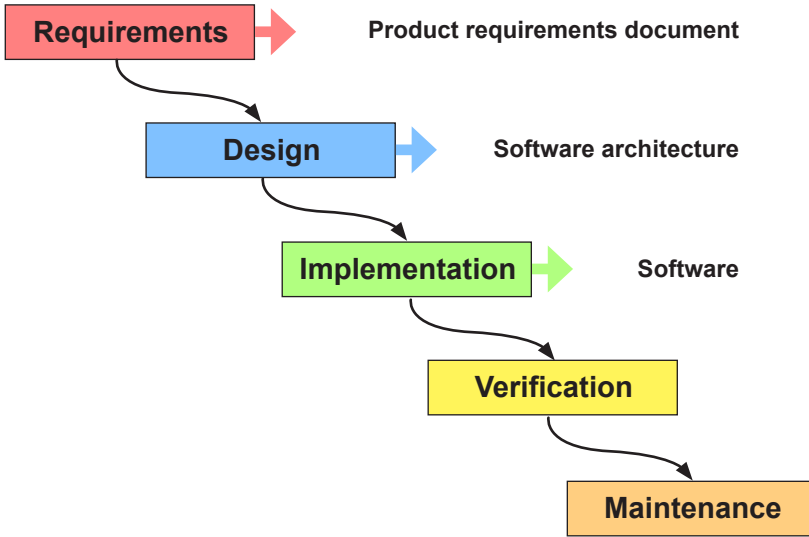 Requirements
Product requirements document
Design
Software architecture
Implementation
Software
Verification
Maintenance